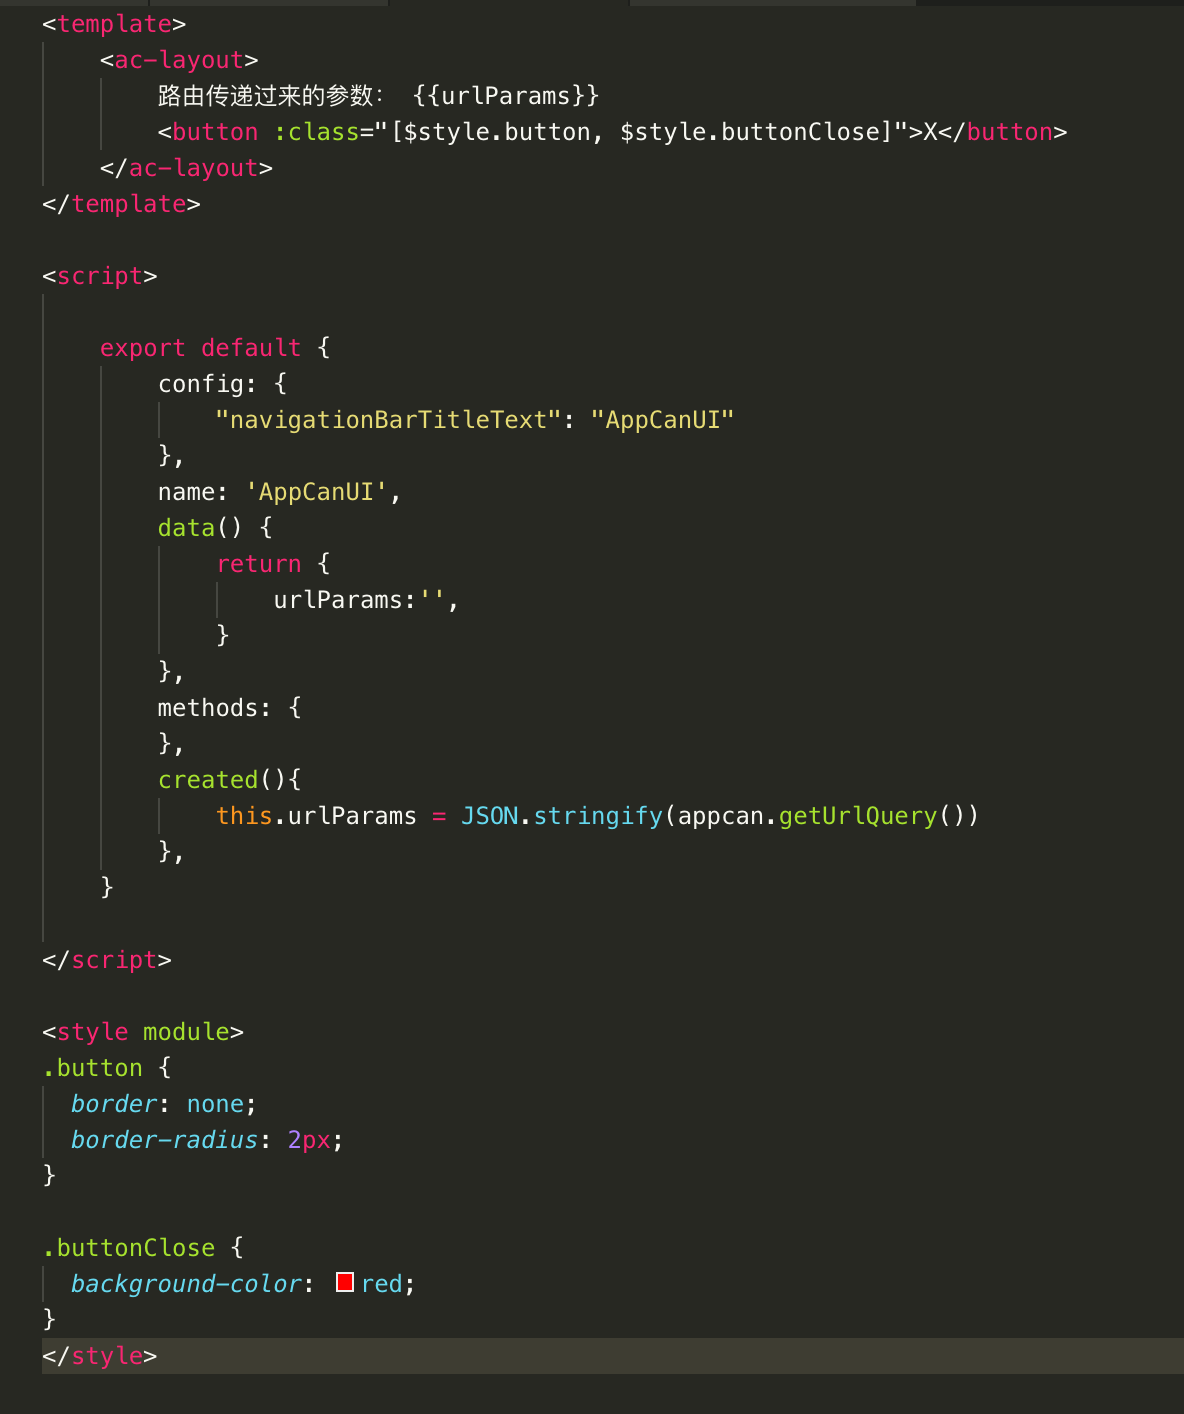 <template>
    <ac-layout>
        路由传递过来的参数： {{urlParams}}
        <button :class="[$style.button, $style.buttonClose]">X</button>
    </ac-layout>
</template>

<script>

    export default {
        config: {
            "navigationBarTitleText": "AppCanUI"
        },
        name: 'AppCanUI',
        data() {
            return {
                urlParams:'',
            }
        },
        methods: {
        },
        created(){
            this.urlParams = JSON.stringify(appcan.getUrlQuery())
        },
    }

</script>

<style module>
.button {
  border: none;
  border-radius: 2px;
}

.buttonClose {
  background-color: red;
}
</style>